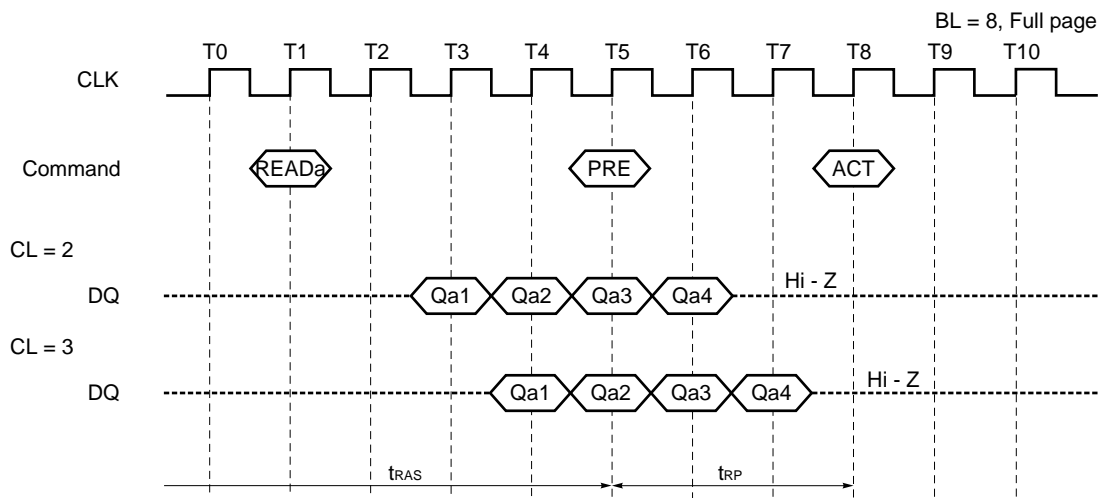 BL = 8, Full page
T0 T1 T2 T3 T4 T5 T6 T7 T8 T9 T10
CLK
Command READa PRE ACT
CL = 2
DQ Qa1 Qa2 Qa3 Qa4 Hi - Z
CL = 3
DQ Qa1 Qa2 Qa3 Qa4 Hi - Z
tRAS tRP